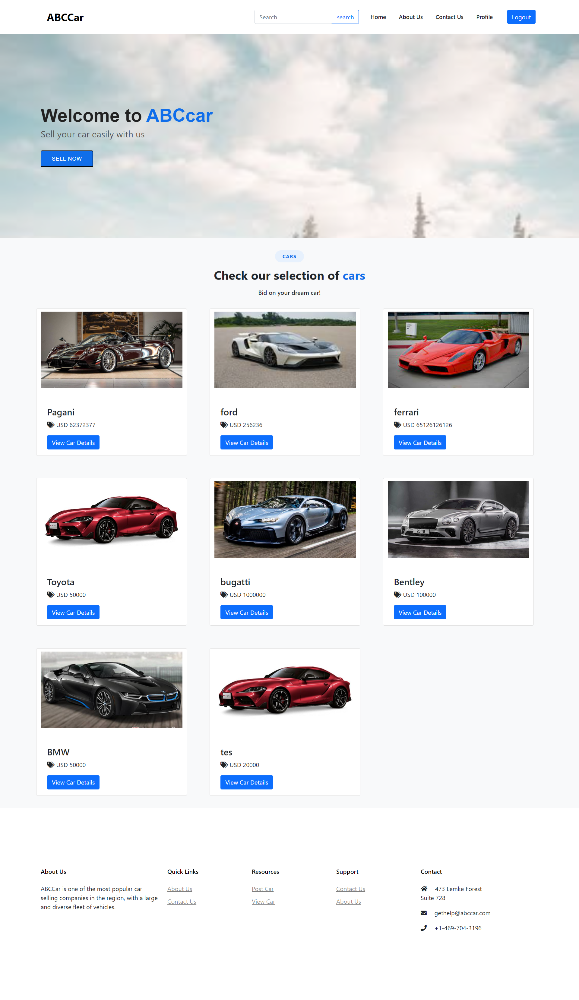 ABCCar
Search
search
Home
About Us
Contact Us
Profile
Logout
Welcome to ABCcar
Sell your car easily with us
SELL NOW
CARS
Check our selection of cars
Bid on your dream car!
Pagani
USD 62372377
View Car Details
ford
USD 256236
View Car Details
ferrari
USD 65126126126
View Car Details
Toyota
USD 50000
View Car Details
bugatti
USD 1000000
View Car Details
20 TU
Bentley
USD 100000
View Car Details
BMW
USD 50000
View Car Details
tes
USD 20000
View Car Details
About Us
ABCCar is one of the most popular car
selling companies in the region, with a large
and diverse fleet of vehicles.
Quick Links
About Us
Contact Us
Resources
Post Car
View Car
Support
Contact Us
About Us
Contact
473 Lemke Forest
Suite 728
gethelp@abccar.com
+1-469-704-3196